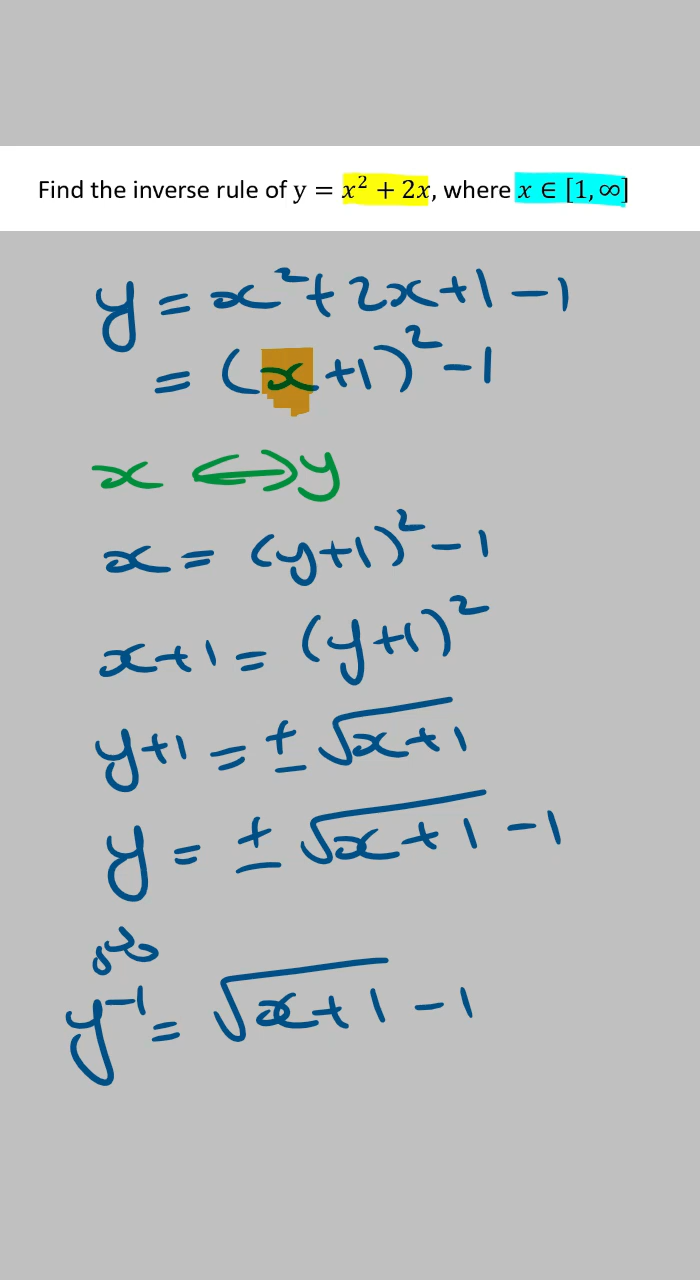 Find the inverse rule of y = x² + 2x, where x ∈ [1, ∞]
y = x² + 2x + 1 - 1
= (x + 1)² - 1
x ⟺ y
x = (y+1)² - 1
x + 1 = (y+1)²
y+1 = ± √(x+1)
y = ± √(x+1) - 1
y⁻¹ = √(x+1) - 1